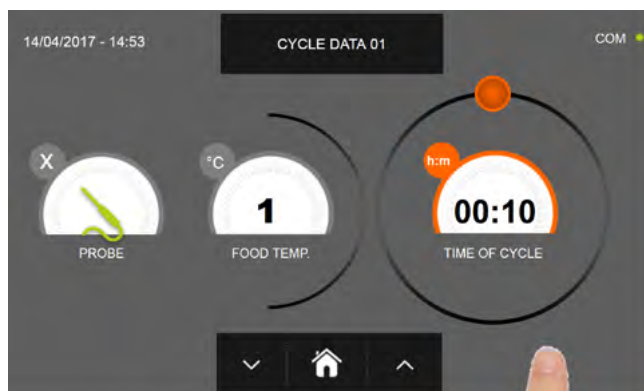 14/04/2017 - 14:53
CYCLE DATA 01
COM
X
PROBE
°C
1
FOOD TEMP.
h:m
00:10
TIME OF CYCLE